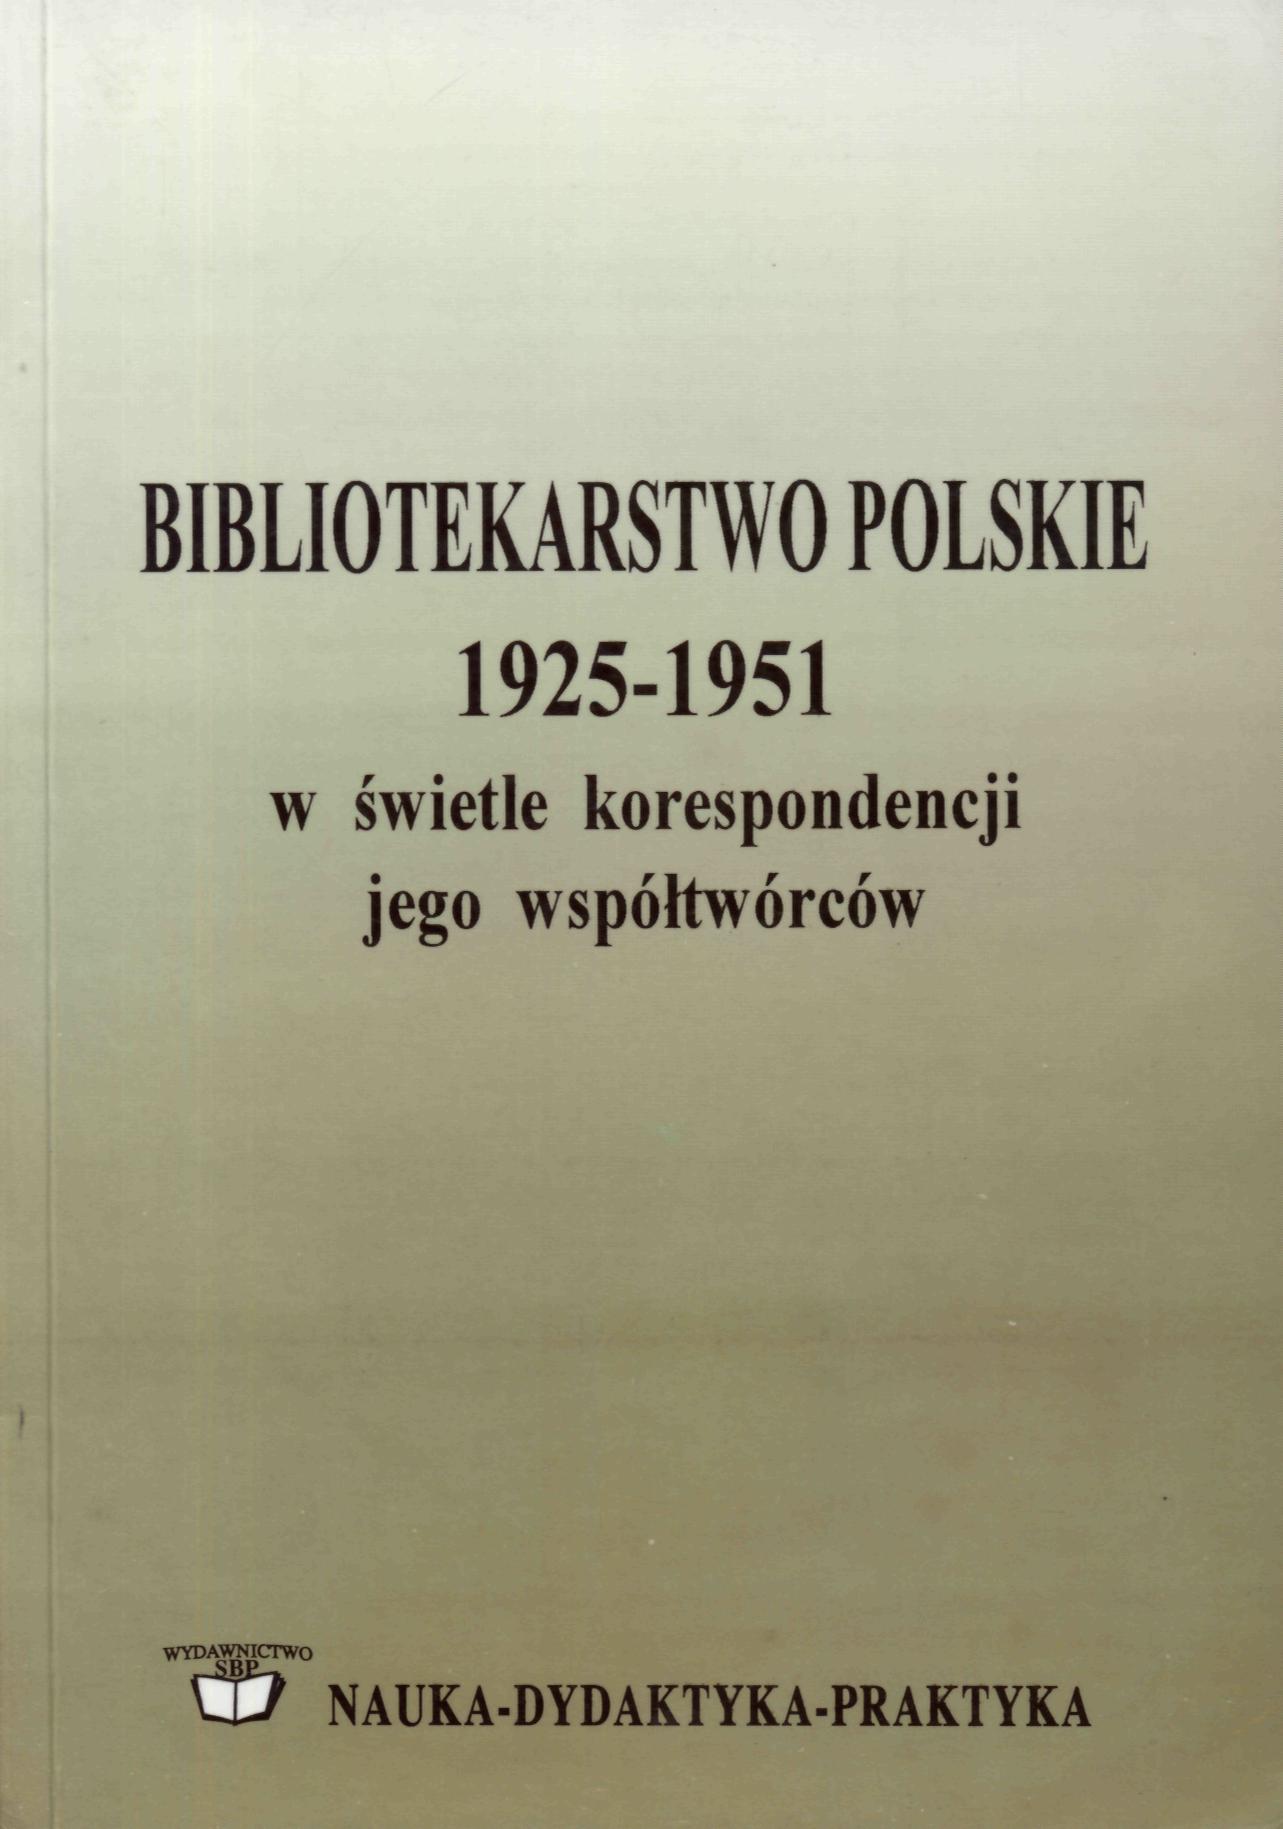 BIBLIOTEKARSTWO POLSKIE
1925-1951
w świetle korespondencji
jego współtwórców
WYDAWNICTWO
SBP
NAUKA-DYDAKTYKA-PRAKTYKA